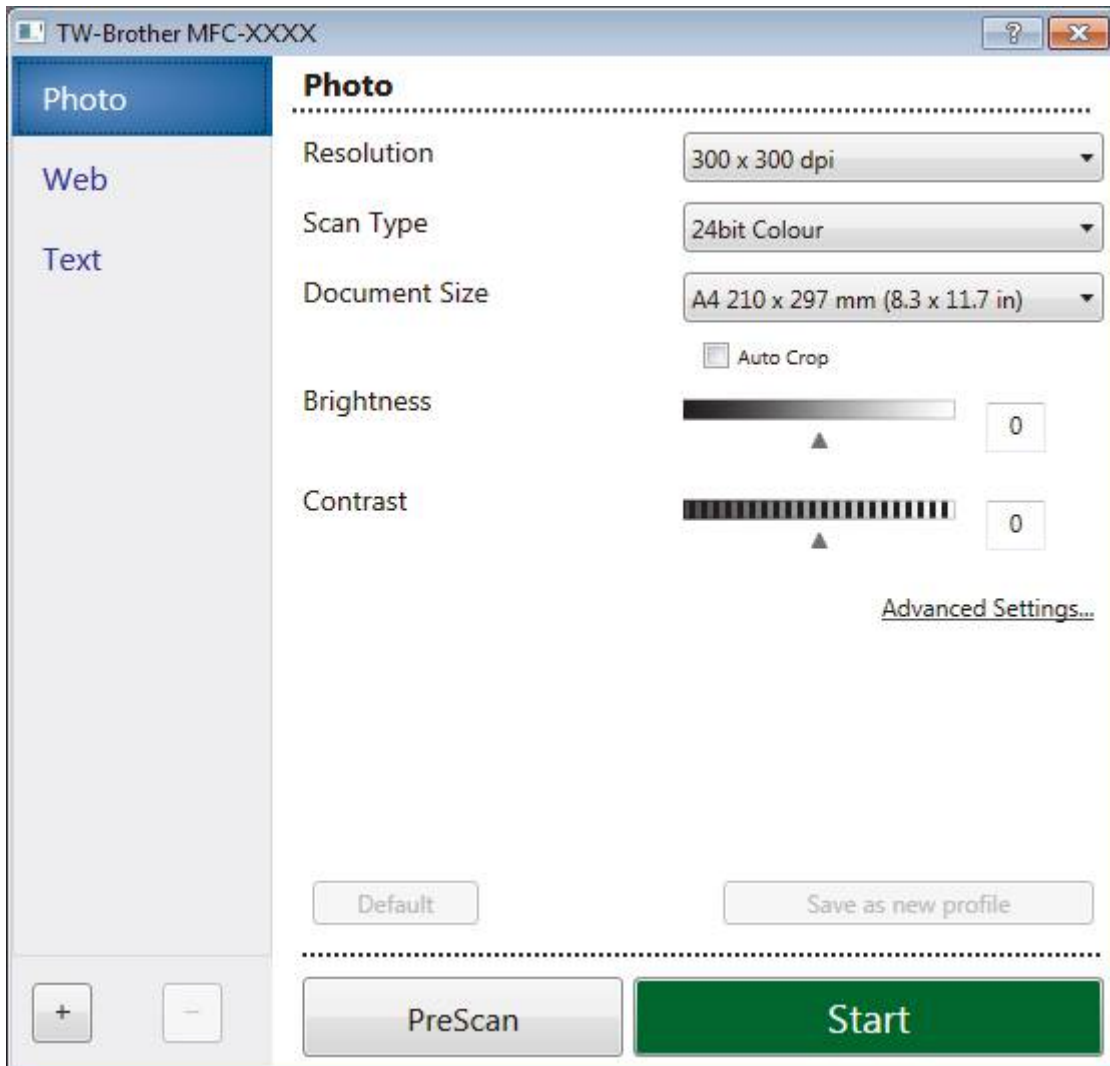 TW-Brother MFC-XXXX
?
Photo
Web
Text
Photo
Resolution
300 x 300 dpi
Scan Type
24bit Colour
Document Size
A4 210 x 297 mm (8.3 x 11.7 in)
Auto Crop
Brightness
0
Contrast
0
Advanced Settings...
Default
Save as new profile
+
−
PreScan
Start